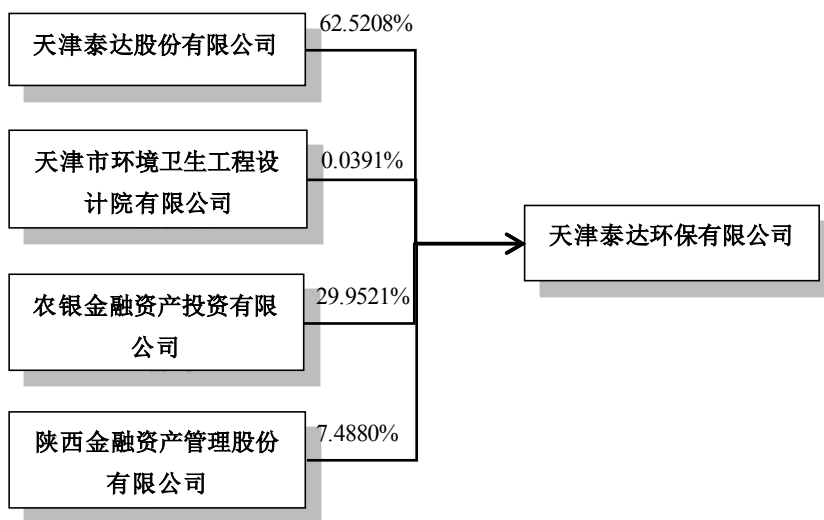 62.5208%
天津泰达股份有限公司
天津市环境卫生工程设
计院有限公司
0.0391%
天津泰达环保有限公司
农银金融资产投资有限
公司
29.9521%
陕西金融资产管理股份
有限公司
7.4880%